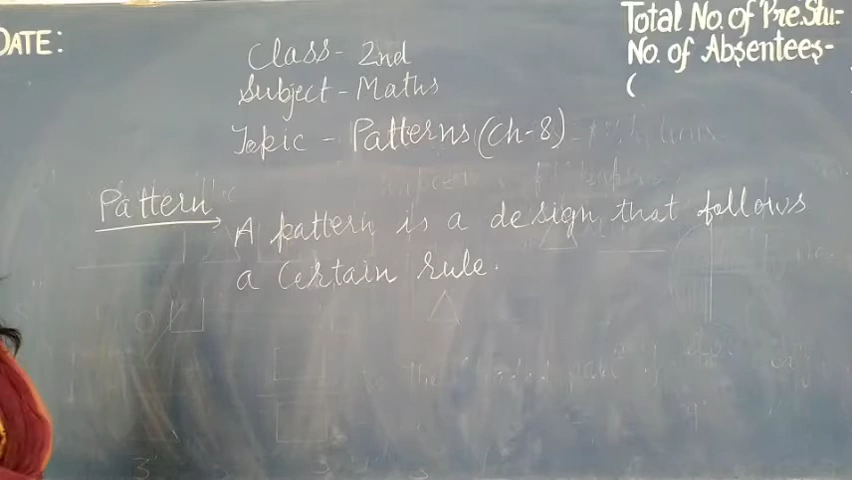 DATE:
Total No. of Pre.Stu:
No. of Absentees-
(
Class - 2nd
Subject - Maths
Topic - Patterns (Ch-8)
Pattern → A pattern is a design that follows
a certain rule.